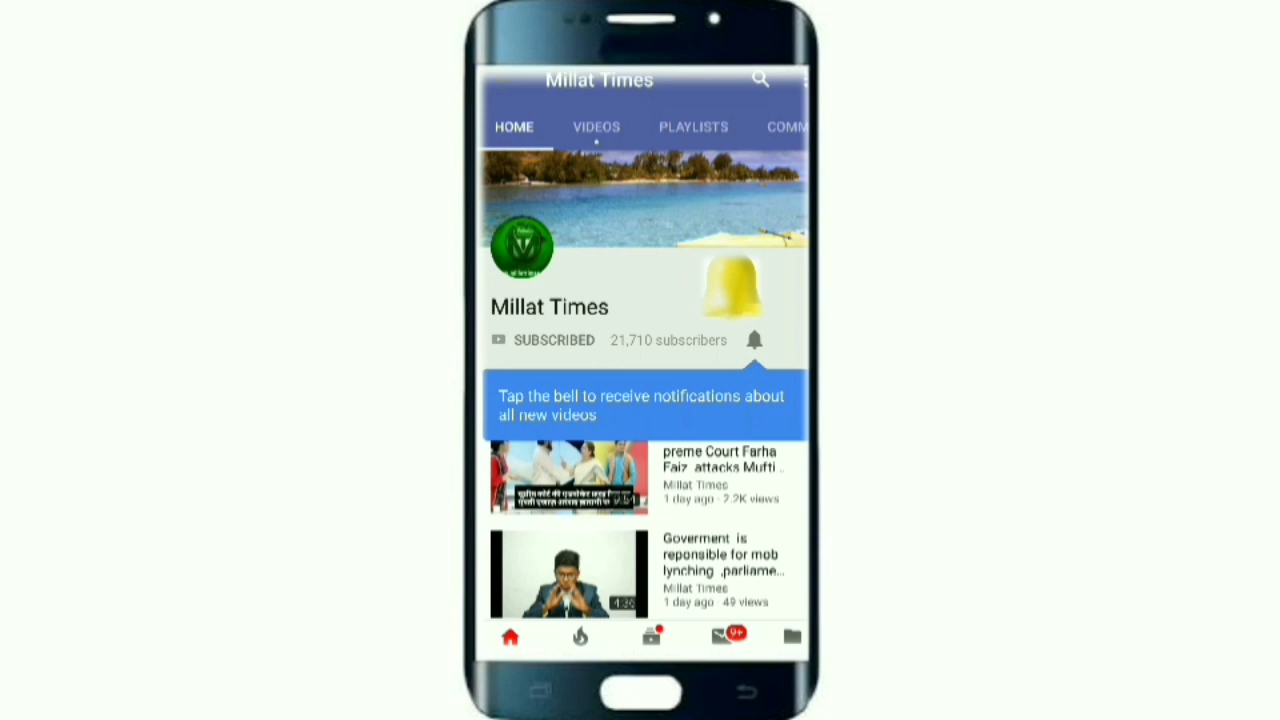 Millat Times
HOME VIDEOS PLAYLISTS COMM
Millat Times
SUBSCRIBED 21,710 subscribers
Tap the bell to receive notifications about
all new videos
preme Court Farha
Faiz attacks Mufti ..
Millat Times
1 day ago · 2.2K views
सुप्रीम कोर्ट की एडवोकेट फरह
Goverment is
reponsible for mob
lynching ,parliame...
Millat Times
1 day ago · 49 views
4:36
9+